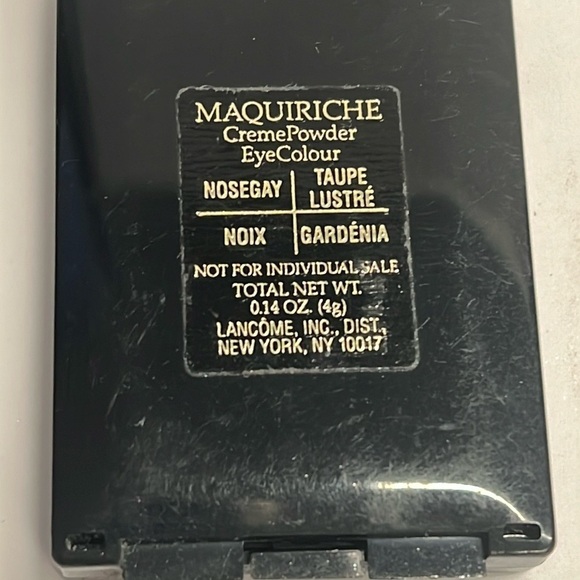 MAQUIRICHE
CremePowder
EyeColour
NOSEGAY
TAUPE
LUSTRÉ
NOIX
GARDÉNIA
NOT FOR INDIVIDUAL SALE
TOTAL NET WT.
0.14 OZ. (4g)
LANCÔME, INC., DIST.,
NEW YORK, NY 10017